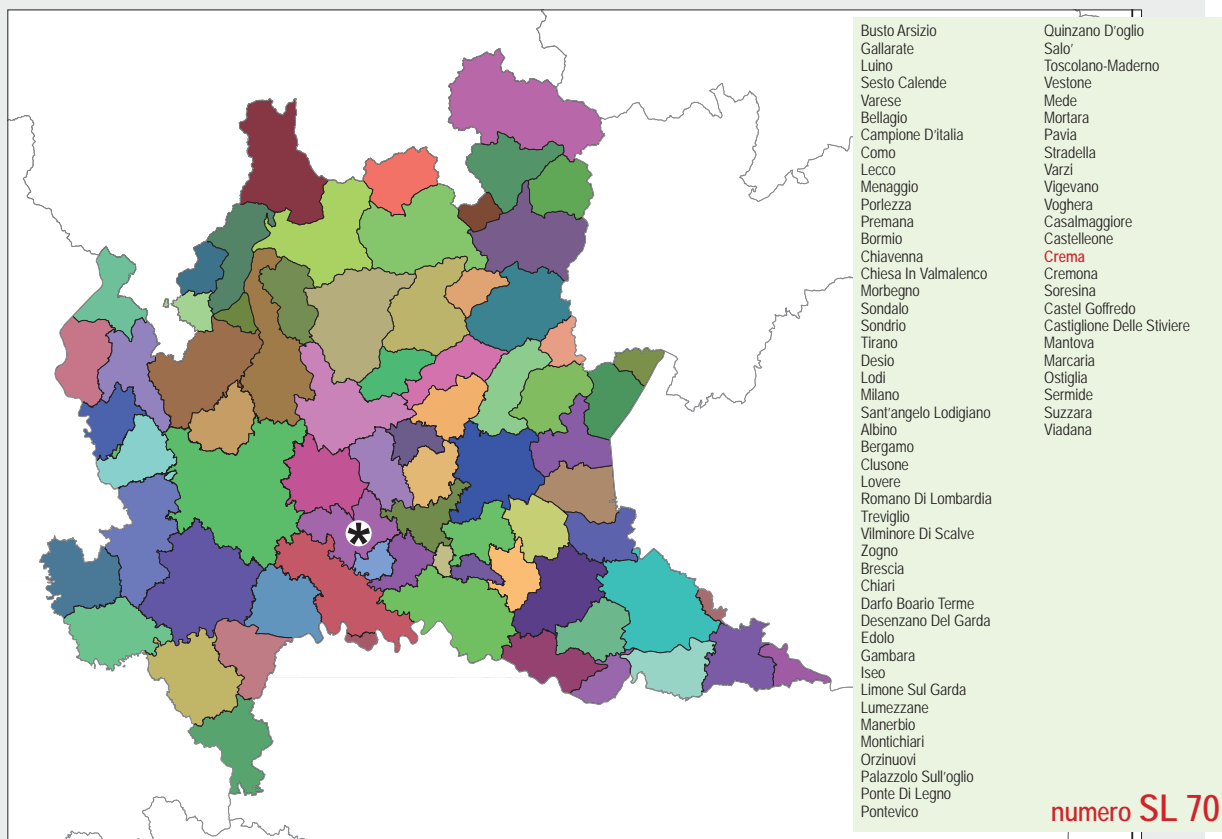 Busto Arsizio
Gallarate
Luino
Sesto Calende
Varese
Bellagio
Campione D'italia
Como
Lecco
Menaggio
Porlezza
Premana
Bormio
Chiavenna
Chiesa In Valmalenco
Morbegno
Sondalo
Sondrio
Tirano
Desio
Lodi
Milano
Sant'angelo Lodigiano
Albino
Bergamo
Clusone
Lovere
Romano Di Lombardia
Treviglio
Vilminore Di Scalve
Zogno
Brescia
Chiari
Darfo Boario Terme
Desenzano Del Garda
Edolo
Gambara
Iseo
Limone Sul Garda
Lumezzane
Manerbio
Montichiari
Orzinuovi
Palazzolo Sull'oglio
Ponte Di Legno
Pontevico
Quinzano D'oglio
Salo'
Toscolano-Maderno
Vestone
Mede
Mortara
Pavia
Stradella
Varzi
Vigevano
Voghera
Casalmaggiore
Castelleone
Crema
Cremona
Soresina
Castel Goffredo
Castiglione Delle Stiviere
Mantova
Marcaria
Ostiglia
Sermide
Suzzara
Viadana
numero SL 70